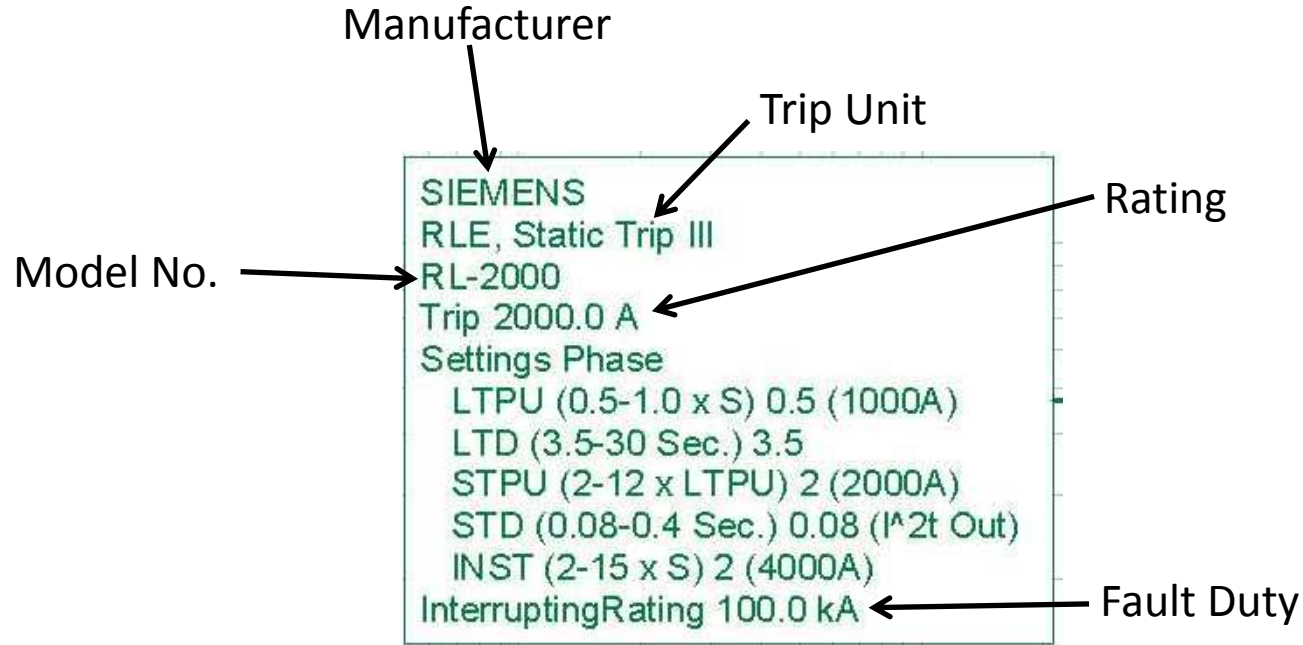 Manufacturer
Trip Unit
Rating
Model No.
SIEMENS
RLE, Static Trip III
RL-2000
Trip 2000.0 A
Settings Phase
LTPU (0.5-1.0 x S) 0.5 (1000A)
LTD (3.5-30 Sec.) 3.5
STPU (2-12 x LTPU) 2 (2000A)
STD (0.08-0.4 Sec.) 0.08 (I^2t Out)
INST (2-15 x S) 2 (4000A)
InterruptingRating 100.0 kA
Fault Duty